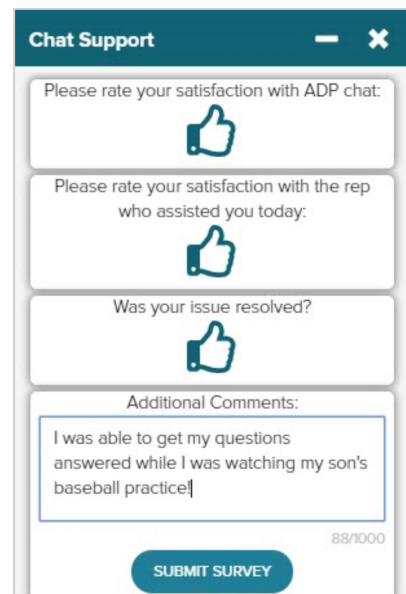 Chat Support
Please rate your satisfaction with ADP chat:
Please rate your satisfaction with the rep
who assisted you today:
Was your issue resolved?
Additional Comments:
I was able to get my questions
answered while I was watching my son's
baseball practice!
88/1000
SUBMIT SURVEY